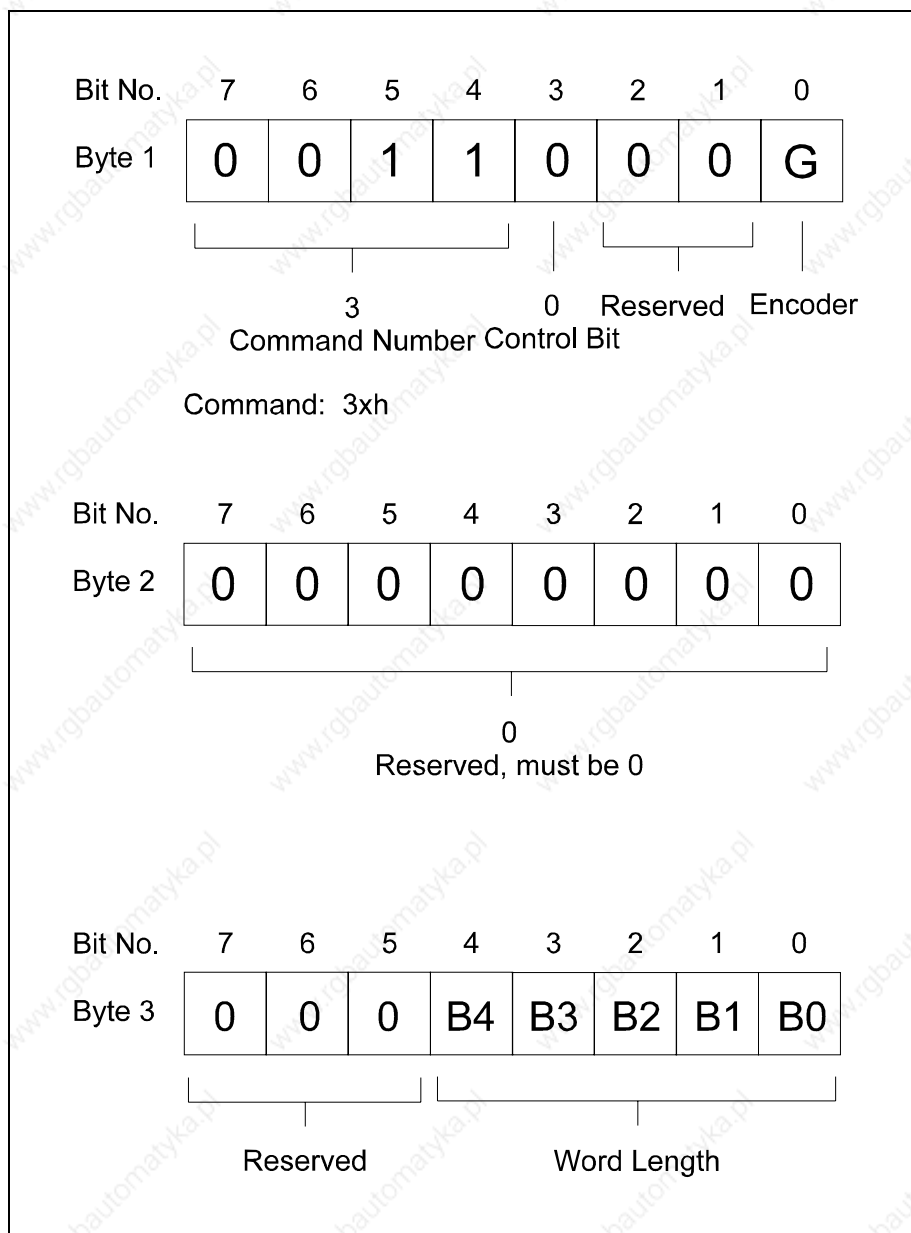 Bit No. 7 6 5 4 3 2 1 0
Byte 1 0 0 1 1 0 0 0 G
3 0 Reserved Encoder
Command Number Control Bit
Command: 3xh
Bit No. 7 6 5 4 3 2 1 0
Byte 2 0 0 0 0 0 0 0 0
0
Reserved, must be 0
Bit No. 7 6 5 4 3 2 1 0
Byte 3 0 0 0 B4 B3 B2 B1 B0
Reserved Word Length
www.rgbautomatyka.pl